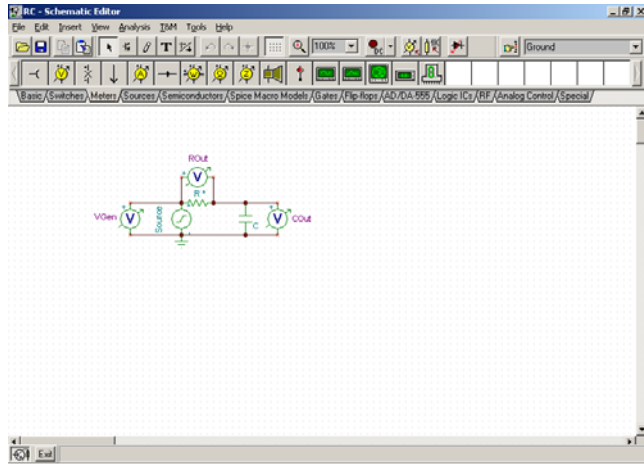 RC - Schematic Editor
File Edit Insert View Analysis T&M Tools Help
T 100% DC Ground
Basic Switches Meters Sources Semiconductors Spice Macro Models Gates Flip-flops AD/DA-555 Logic ICs RF Analog Control Special
ROut
V
R *
VGen V Source C V COut
Exit